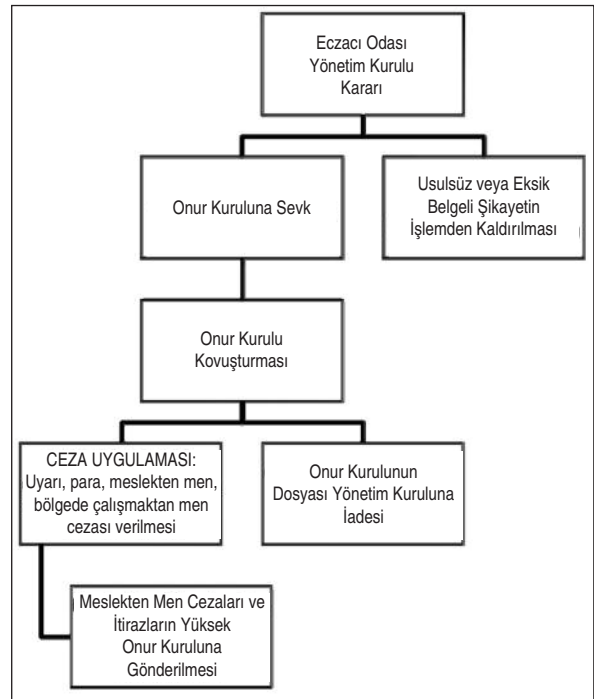 Eczacı Odası
Yönetim Kurulu
Kararı
Onur Kuruluna Sevk
Usulsüz veya Eksik
Belgeli Şikayetin
İşlemden Kaldırılması
Onur Kurulu
Kovuşturması
CEZA UYGULAMASI:
Uyarı, para, meslekten men,
bölgede çalışmaktan men
cezası verilmesi
Onur Kurulunun
Dosyası Yönetim Kuruluna
İadesi
Meslekten Men Cezaları ve
İtirazların Yüksek
Onur Kuruluna
Gönderilmesi